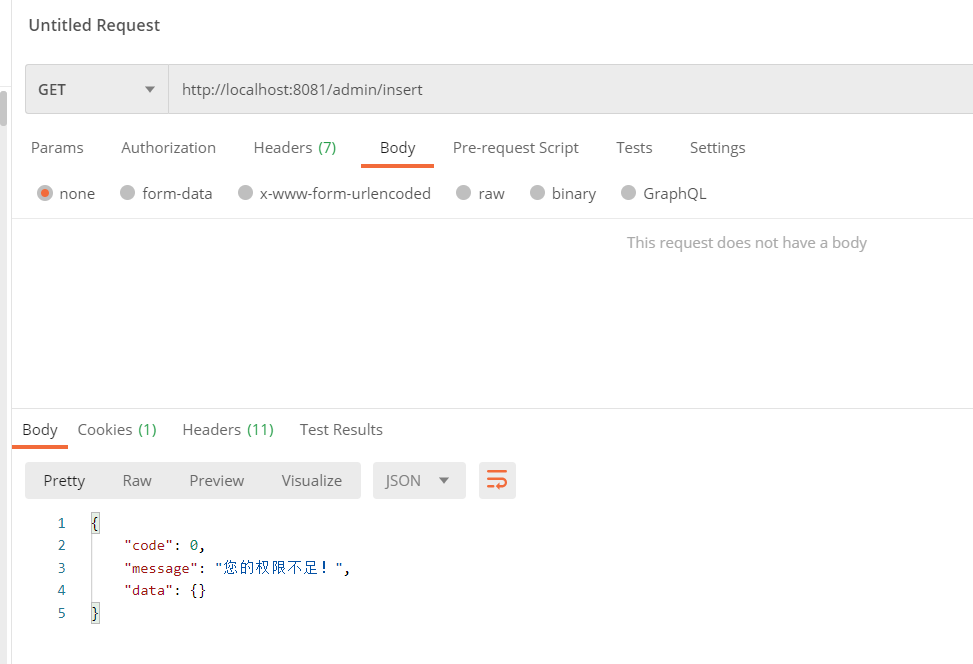 Untitled Request
GET http://localhost:8081/admin/insert
Params Authorization Headers (7) Body Pre-request Script Tests Settings
none form-data x-www-form-urlencoded raw binary GraphQL
This request does not have a body
Body Cookies (1) Headers (11) Test Results
Pretty Raw Preview Visualize JSON
1 {
2 "code": 0,
3 "message": "您的权限不足！",
4 "data": {}
5 }